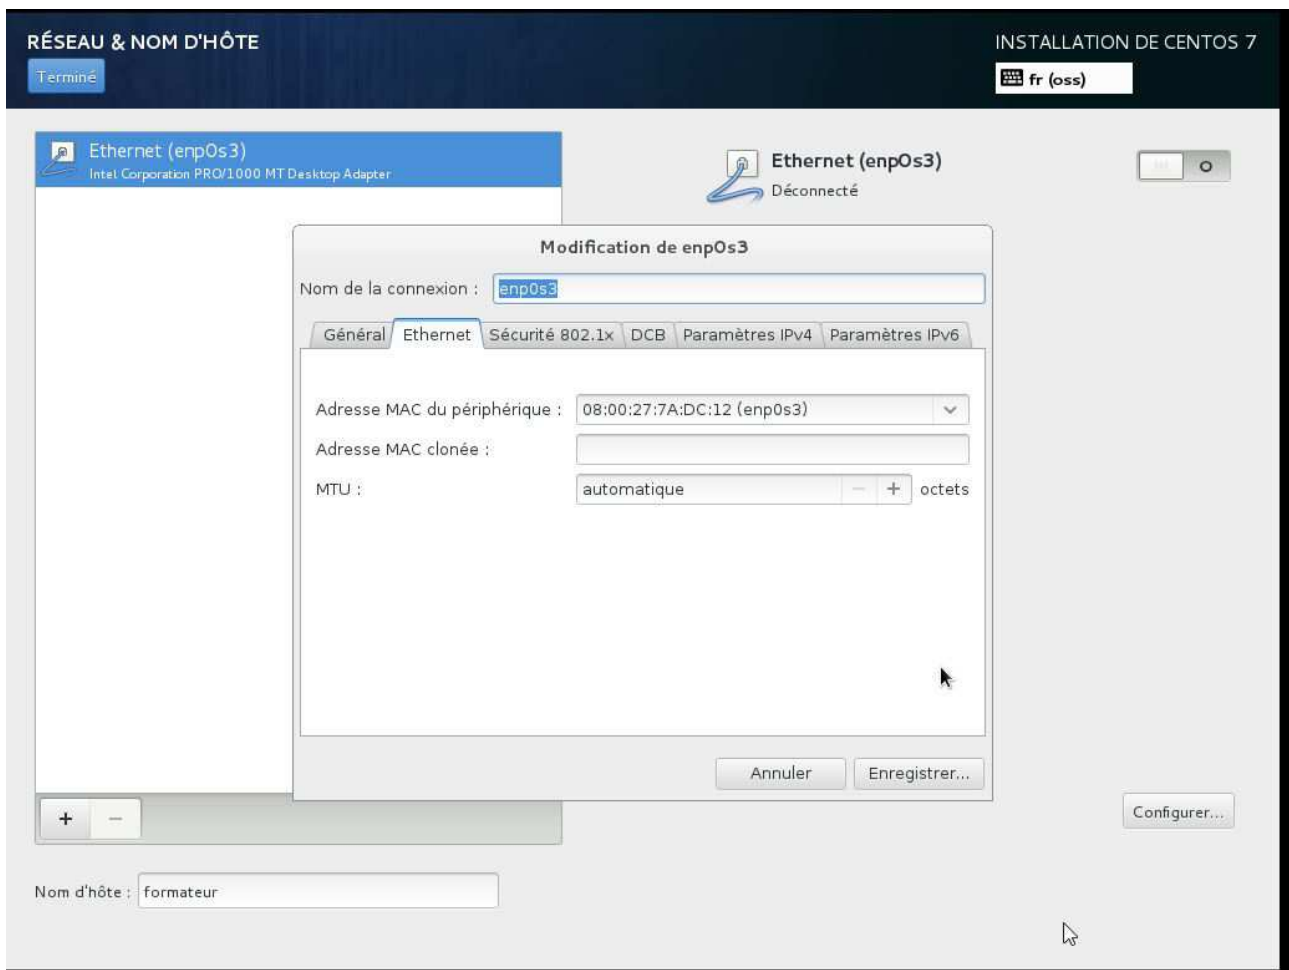 RÉSEAU & NOM D'HÔTE
INSTALLATION DE CENTOS 7
Terminé
fr (oss)
Ethernet (enp0s3)
Intel Corporation PRO/1000 MT Desktop Adapter
Ethernet (enp0s3)
Déconnecté
Modification de enp0s3
Nom de la connexion : enp0s3
Général Ethernet Sécurité 802.1x DCB Paramètres IPv4 Paramètres IPv6
Adresse MAC du périphérique : 08:00:27:7A:DC:12 (enp0s3)
Adresse MAC clonée :
MTU : automatique − + octets
Annuler Enregistrer...
+ −
Configurer...
Nom d'hôte : formateur